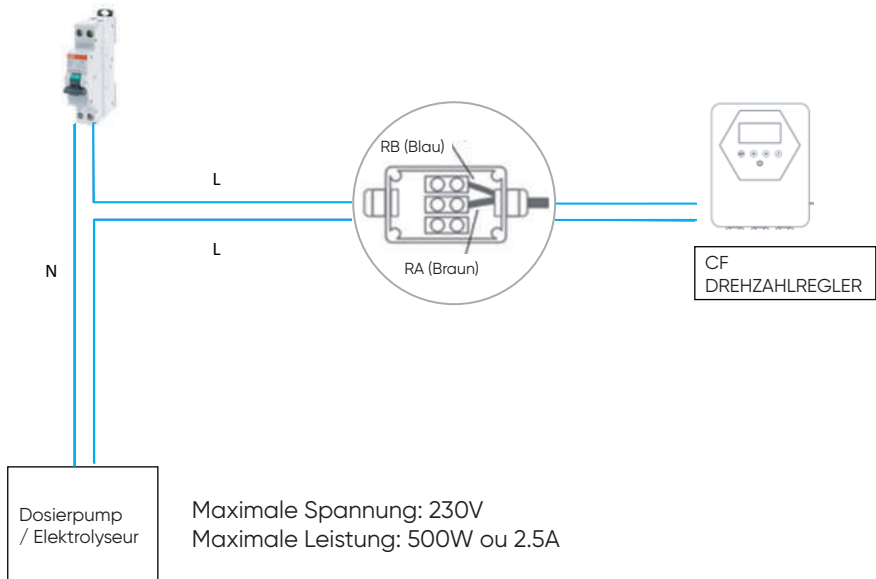 RB (Blau)
L
L
N
RA (Braun)
CF
DREHZAHLREGLER
Dosierpump
/ Elektrolyseur
Maximale Spannung: 230V
Maximale Leistung: 500W ou 2.5A